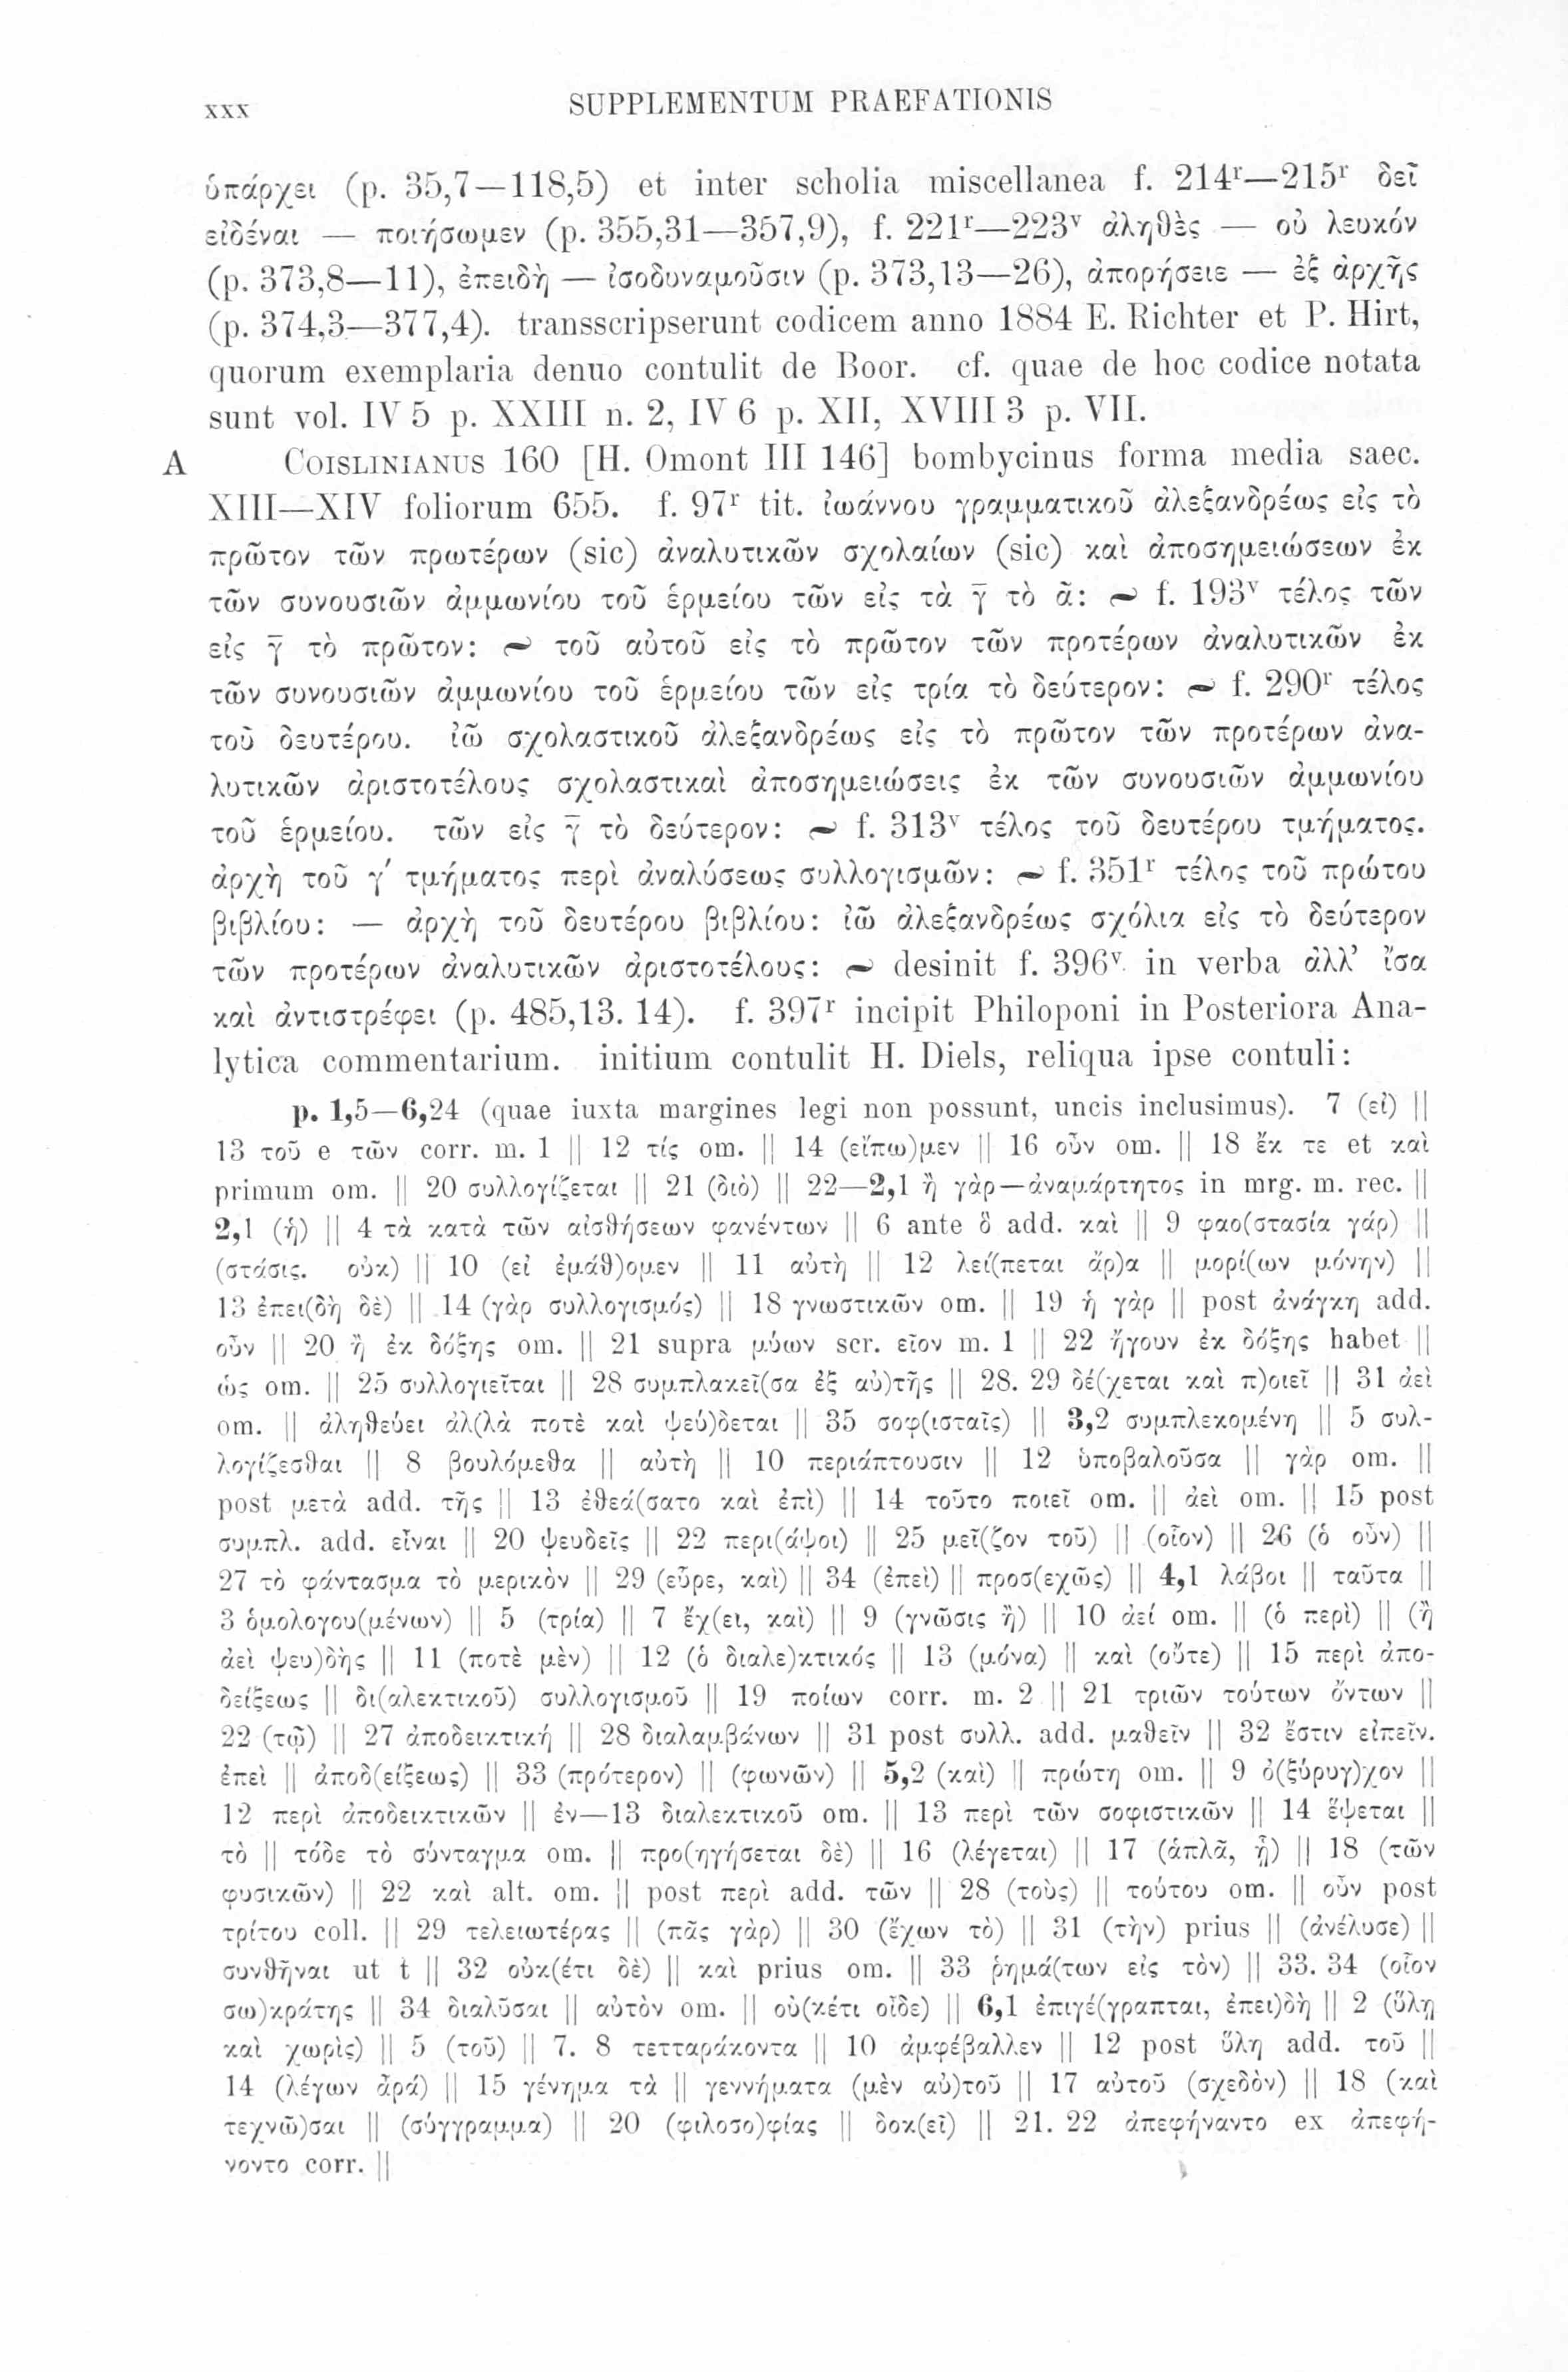 xxx SUPPLEMENTUM PRAEFATIONIS
ὑπάρχει (p. 35,7—118,5) et inter scholia miscellanea f. 214r—215r δεῖ
εἰδέναι — ποιήσωμεν (p. 355,31—357,9), f. 221r—223v ἀληθὲς — οὐ λευκόν
(p. 373,8—11), ἐπειδὴ — ἰσοδυναμοῦσιν (p. 373,13—26), ἀπορήσειε — ἐξ ἀρχῆς
(p. 374,3—377,4). transscripserunt codicem anno 1884 E. Richter et P. Hirt,
quorum exemplaria denuo contulit de Boor. cf. quae de hoc codice notata
sunt vol. IV 5 p. XXIII n. 2, IV 6 p. XII, XVIII 3 p. VII.
A COISLINIANUS 160 [H. Omont III 146] bombycinus forma media saec.
XIII—XIV foliorum 655. f. 97r tit. ἰωάννου γραμματικοῦ ἀλεξανδρέως εἰς τὸ
πρῶτον τῶν πρωτέρων (sic) ἀναλυτικῶν σχολαίων (sic) καὶ ἀποσημειώσεων ἐκ
τῶν συνουσιῶν ἀμμωνίου τοῦ ἑρμείου τῶν εἰς τὰ γ̄ τὸ ᾱ: ~ f. 193v τέλος τῶν
εἰς γ̄ τὸ πρῶτον: ~ τοῦ αὐτοῦ εἰς τὸ πρῶτον τῶν προτέρων ἀναλυτικῶν ἐκ
τῶν συνουσιῶν ἀμμωνίου τοῦ ἑρμείου τῶν εἰς τρία τὸ δεύτερον: ~ f. 290r τέλος
τοῦ δευτέρου. ἰῶ σχολαστικοῦ ἀλεξανδρέως εἰς τὸ πρῶτον τῶν προτέρων ἀνα-
λυτικῶν ἀριστοτέλους σχολαστικαὶ ἀποσημειώσεις ἐκ τῶν συνουσιῶν ἀμμωνίου
τοῦ ἑρμείου. τῶν εἰς γ̄ τὸ δεύτερον: ~ f. 313v τέλος τοῦ δευτέρου τμήματος.
ἀρχὴ τοῦ γ′ τμήματος περὶ ἀναλύσεως συλλογισμῶν: ~ f. 351r τέλος τοῦ πρώτου
βιβλίου: — ἀρχὴ τοῦ δευτέρου βιβλίου: ἰῶ ἀλεξανδρέως σχόλια εἰς τὸ δεύτερον
τῶν προτέρων ἀναλυτικῶν ἀριστοτέλους: ~ desinit f. 396v in verba ἀλλ’ ἴσα
καὶ ἀντιστρέφει (p. 485,13. 14). f. 397r incipit Philoponi in Posteriora Ana-
lytica commentarium. initium contulit H. Diels, reliqua ipse contuli:
p. 1,5—6,24 (quae iuxta margines legi non possunt, uncis inclusimus). 7 (εἰ) ||
13 τοῦ e τῶν corr. m. 1 || 12 τίς om. || 14 (εἴπω)μεν || 16 οὖν om. || 18 ἔκ τε et καὶ
primum om. || 20 συλλογίζεται || 21 (διὸ) || 22—2,1 ἢ γὰρ—ἀναμάρτητος in mrg. m. rec. ||
2,1 (ἡ) || 4 τὰ κατὰ τῶν αἰσθήσεων φανέντων || 6 ante ὃ add. καὶ || 9 φαο(στασία γάρ) ||
(στάσις. οὐκ) || 10 (εἰ ἐμάθ)ομεν || 11 αὐτὴ || 12 λεί(πεται ἄρ)α || μορί(ων μόνην) ||
13 ἐπει(δὴ δὲ) || 14 (γὰρ συλλογισμός) || 18 γνωστικῶν om. || 19 ἡ γὰρ || post ἀνάγκη add.
οὖν || 20 ἢ ἐκ δόξης om. || 21 supra μύων scr. εῖον m. 1 || 22 ἤγουν ἐκ δόξης habet ||
ὡς om. || 25 συλλογιεῖται || 28 συμπλακεῖ(σα ἐξ αὐ)τῆς || 28. 29 δέ(χεται καὶ π)οιεῖ || 31 ἀεὶ
om. || ἀληθεύει ἀλ(λὰ ποτὲ καὶ ψεύ)δεται || 35 σοφ(ισταῖς) || 3,2 συμπλεκομένη || 5 συλ-
λογίζεσθαι || 8 βουλόμεθα || αὐτὴ || 10 περιάπτουσιν || 12 ὑποβαλοῦσα || γὰρ om. ||
post μετὰ add. τῆς || 13 ἐθεά(σατο καὶ ἐπὶ) || 14 τοῦτο ποιεῖ om. || ἀεὶ om. || 15 post
συμπλ. add. εἶναι || 20 ψευδεῖς || 22 περι(άψοι) || 25 μεῖ(ζον τοῦ) || (οἷον) || 26 (ὁ οὖν) ||
27 τὸ φάντασμα τὸ μερικὸν || 29 (εὗρε, καὶ) || 34 (ἐπεὶ) || προσ(εχῶς) || 4,1 λάβοι || ταῦτα ||
3 ὁμολογου(μένων) || 5 (τρία) || 7 ἔχ(ει, καὶ) || 9 (γνῶσις ἢ) || 10 ἀεί om. || (ὁ περὶ) || (ἢ
ἀεὶ ψευ)δὴς || 11 (ποτὲ μὲν) || 12 (ὁ διαλε)κτικός || 13 (μόνα) || καὶ (οὔτε) || 15 περὶ ἀπο-
δείξεως || δι(αλεκτικοῦ) συλλογισμοῦ || 19 ποίων corr. m. 2 || 21 τριῶν τούτων ὄντων ||
22 (τῷ) || 27 ἀποδεικτική || 28 διαλαμβάνων || 31 post συλλ. add. μαθεῖν || 32 ἔστιν εἰπεῖν.
ἐπεὶ || ἀποδ(είξεως) || 33 (πρότερον) || (φωνῶν) || 5,2 (καὶ) || πρώτη om. || 9 ὀ(ξύρυγ)χον ||
12 περὶ ἀποδεικτικῶν || ἐν—13 διαλεκτικοῦ om. || 13 περὶ τῶν σοφιστικῶν || 14 ἕψεται ||
τὸ || τόδε τὸ σύνταγμα om. || προ(ηγήσεται δὲ) || 16 (λέγεται) || 17 (ἁπλᾶ, ᾗ) || 18 (τῶν
φυσικῶν) || 22 καὶ alt. om. || post περὶ add. τῶν || 28 (τοὺς) || τούτου om. || οὖν post
τρίτου coll. || 29 τελειωτέρας || (πᾶς γὰρ) || 30 (ἔχων τὸ) || 31 (τὴν) prius || (ἀνέλυσε) ||
συνθῆναι ut t || 32 οὐκ(έτι δὲ) || καὶ prius om. || 33 ῥημά(των εἰς τὸν) || 33. 34 (οἷον
σω)κράτης || 34 διαλῦσαι || αὐτὸν om. || οὐ(κέτι οἶδε) || 6,1 ἐπιγέ(γραπται, ἐπει)δὴ || 2 (ὕλῃ
καὶ χωρὶς) || 5 (τοῦ) || 7. 8 τετταράκοντα || 10 ἀμφέβαλλεν || 12 post ὕλη add. τοῦ ||
14 (λέγων ἆρά) || 15 γένημα τὰ || γεννήματα (μὲν αὐ)τοῦ || 17 αὐτοῦ (σχεδὸν) || 18 (καὶ
τεχνῶ)σαι || (σύγγραμμα) || 20 (φιλοσο)φίας || δοκ(εῖ) || 21. 22 ἀπεφήναντο ex ἀπεφή-
νοντο corr. ||